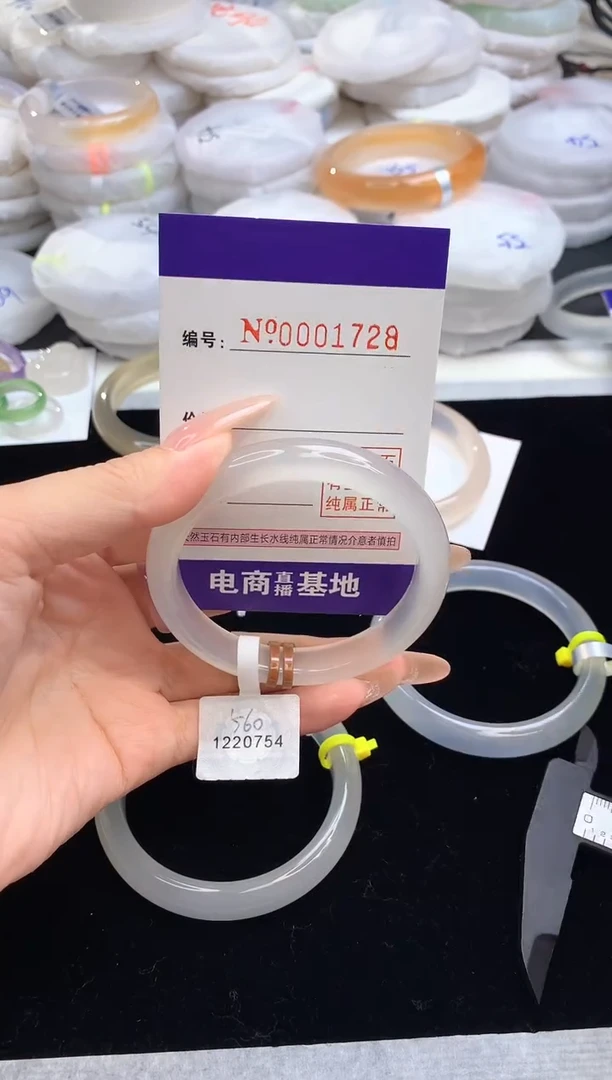 编号: Nº0001728
纯属正常
天然玉石有内部生长水线纯属正常情况介意者慎拍
电商直播基地
560
1220754